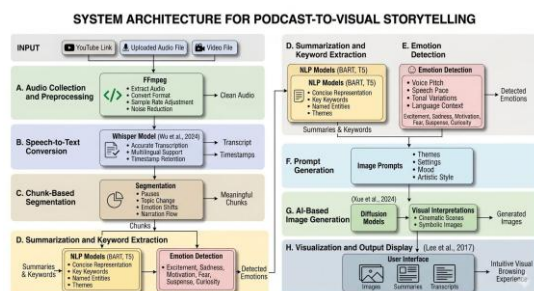 SYSTEM ARCHITECTURE FOR PODCAST-TO-VISUAL STORYTELLING
INPUT
YouTube Link
Uploaded Audio File
Video File
A. Audio Collection
and Preprocessing
FFmpeg
• Extract Audio
• Convert Format
• Sample Rate Adjustment
• Noise Reduction
Clean Audio
B. Speech-to-Text
Conversion
Whisper Model (Wu et al., 2024)
• Accurate Transcription
• Multilingual Support
• Timestamp Retention
Transcript
Timestamps
C. Chunk-Based
Segmentation
Segmentation
• Pauses
• Topic Change
• Emotion Shifts
• Narration Flow
Meaningful
Chunks
Chunks
D. Summarization and Keyword Extraction
Summaries &
Keywords
NLP Models (BART, T5)
• Concise Representation
• Key Keywords
• Named Entities
• Themes
Emotion Detection
• Excitement, Sadness,
Motivation, Fear,
Suspense, Curiosity
Detected
Emotions
D. Summarization and
Keyword Extraction
NLP Models (BART, T5)
NLP Models (BART, T5)
• Concise Representation
• Key Keywords
• Named Entities
• Themes
Summaries & Keywords
E. Emotion
Detection
Emotion Detection
• Voice Pitch
• Speech Pace
• Tonal Variations
• Language Context
Excitement, Sadness, Motivation,
Fear, Suspense, Curiosity
Detected
Emotions
F. Prompt
Generation
Image Prompts
• Themes
• Settings
• Mood
• Artistic Style
G. AI-Based
Image Generation
(Xue et al., 2024)
Diffusion
Models
Visual Interpretations
• Cinematic Scenes
• Symbolic Images
Generated
Images
H. Visualization and Output Display
(Lee et al., 2017)
User Interface
Images
Summaries
Transcripts
Intuitive Visual
Browsing
Experience